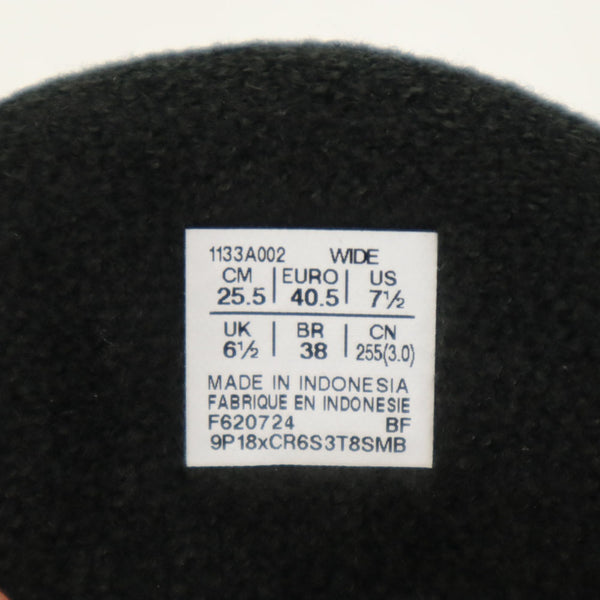 1133A002 WIDE
CM EURO US
25.5 40.5 7½
UK BR CN
6½ 38 255(3.0)
MADE IN INDONESIA
FABRIQUE EN INDONESIE
F620724 BF
9P18xCR6S3T8SMB